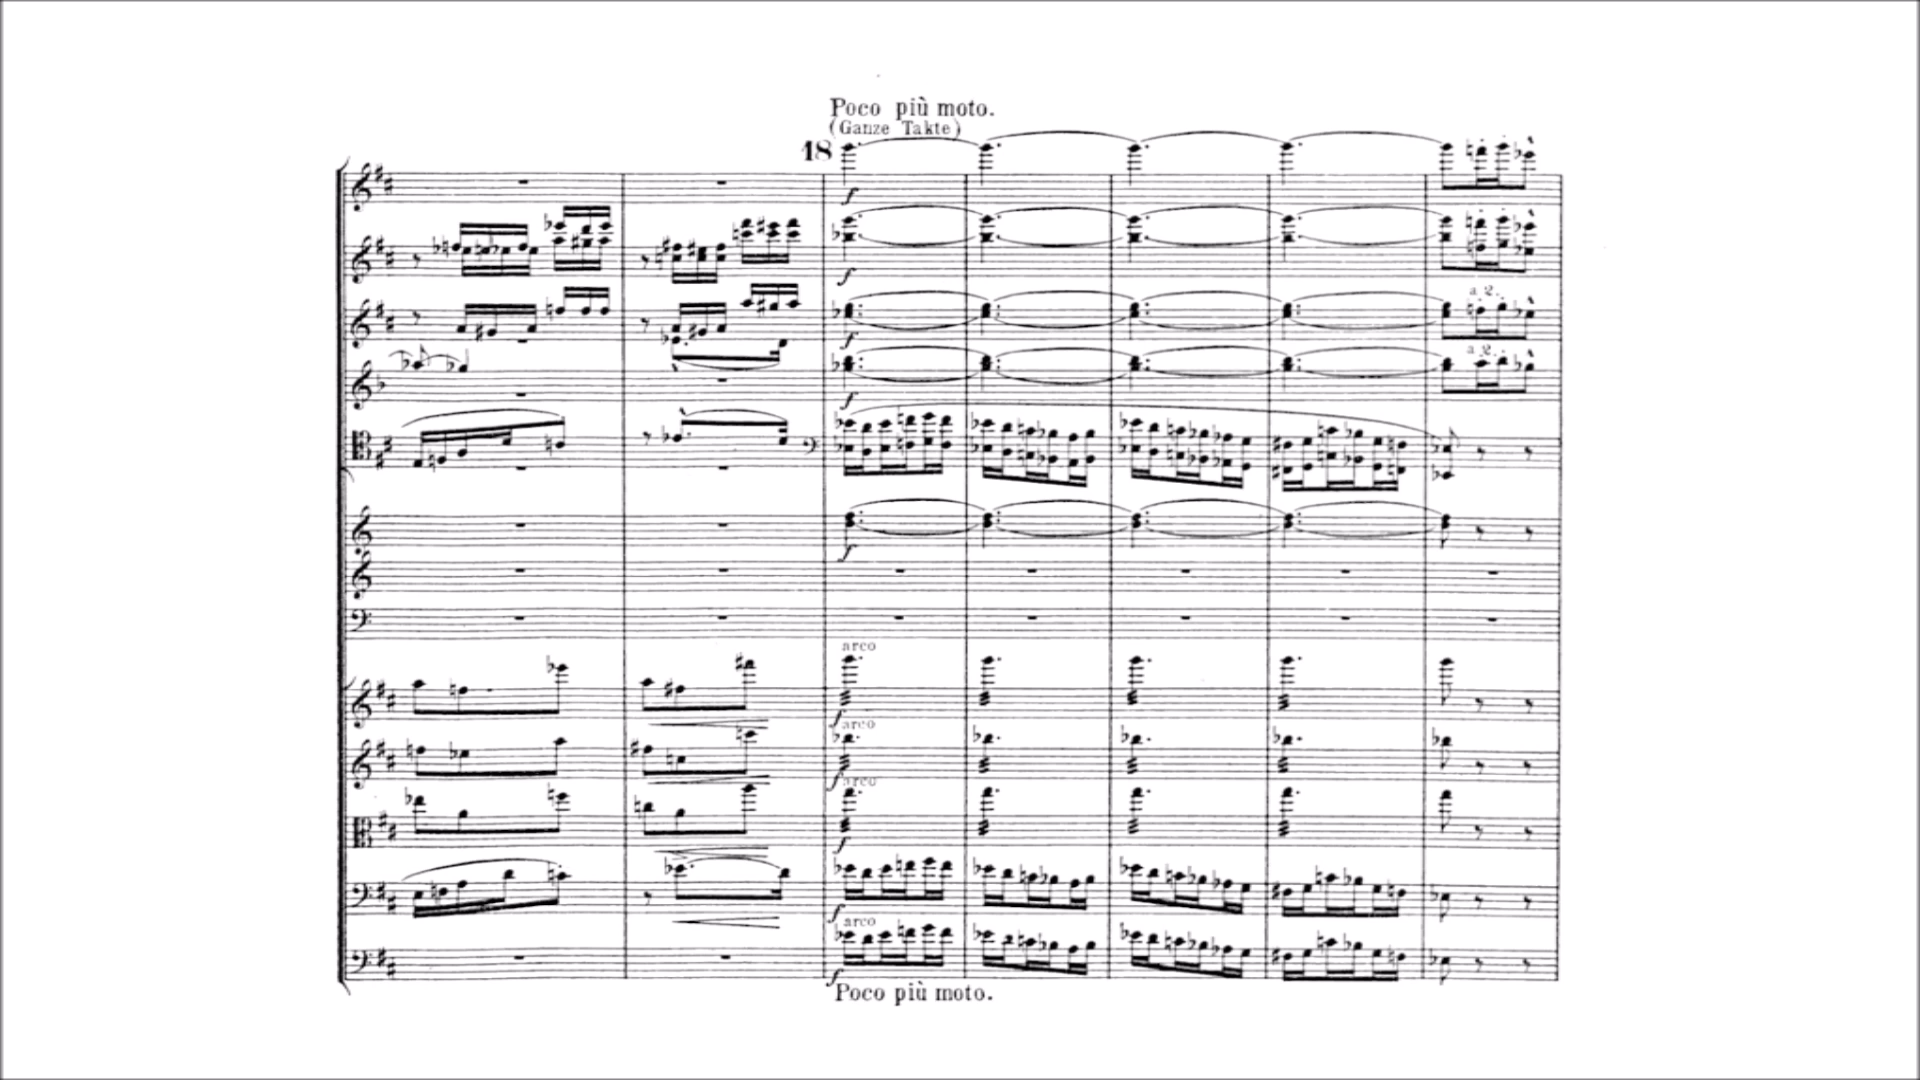 Poco più moto.
(Ganze Takte)
18
f
f
a 2.
f
a 2.
f
f
arco
f
arco
f
arco
f
f
arco
f
Poco più moto.